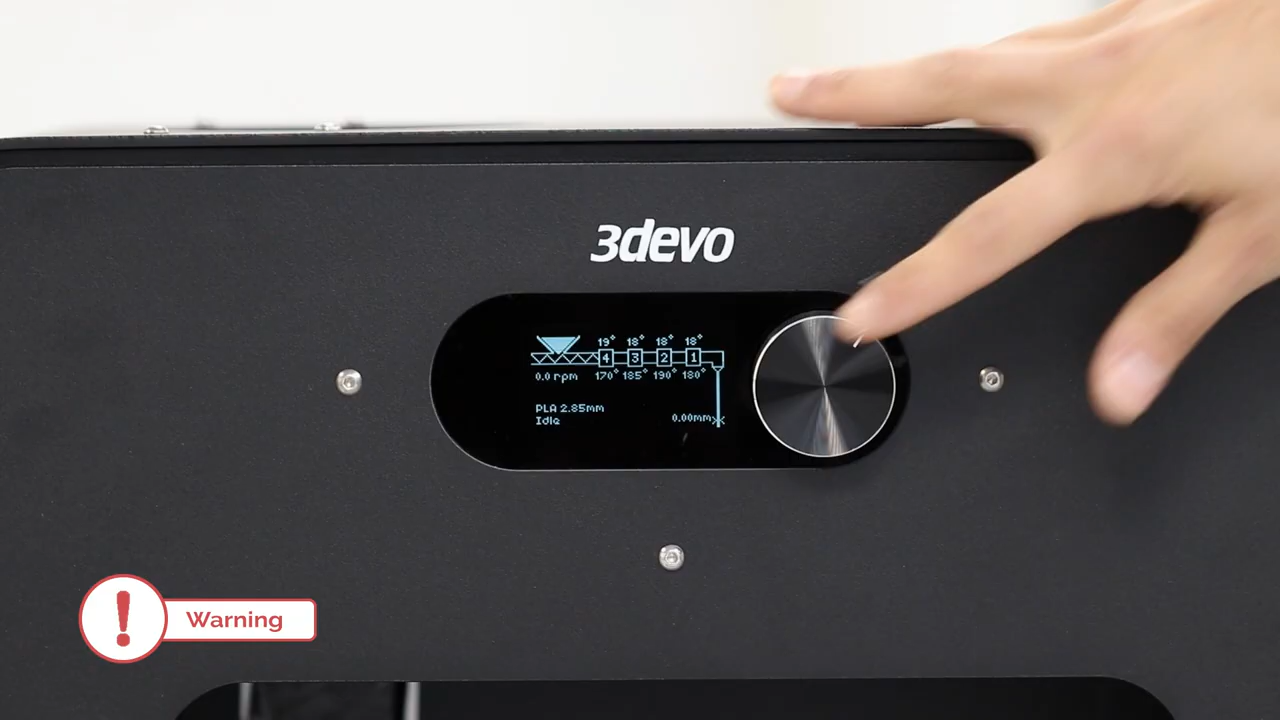 3devo
19° 18° 18° 18°
4 3 2 1
0.0 rpm 170° 185° 190° 180°
PLA 2.85mm
Idle 0.00mm
! Warning